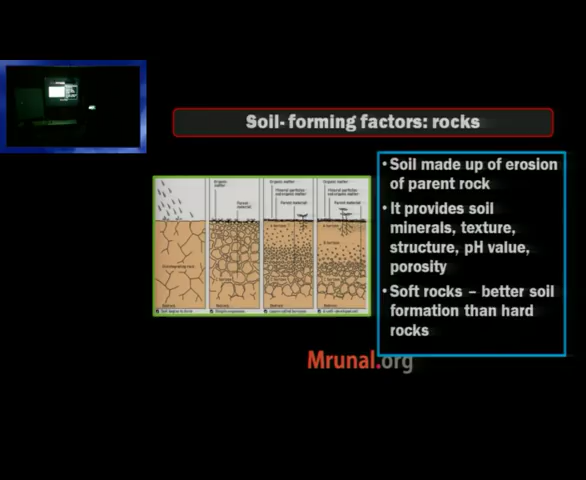 Soil- forming factors: rocks
• Soil made up of erosion
of parent rock
• It provides soil
minerals, texture,
structure, pH value,
porosity
• Soft rocks – better soil
formation than hard
rocks
Mrunal.org